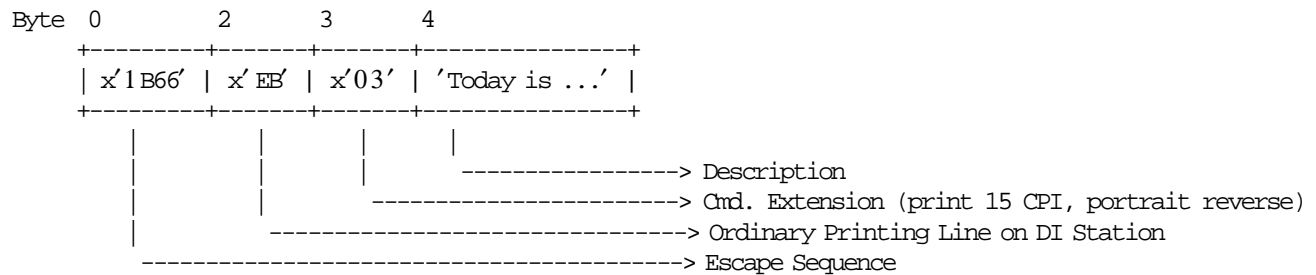 Byte 0 2 3 4
+---------+-------+-------+----------------+
| x'1B66' | x'EB' | x'03' | 'Today is ...' |
+---------+-------+-------+----------------+
| | | |
| | | ----------------> Description
| | -----------------------> Cmd. Extension (print 15 CPI, portrait reverse)
| -------------------------------> Ordinary Printing Line on DI Station
-----------------------------------------> Escape Sequence